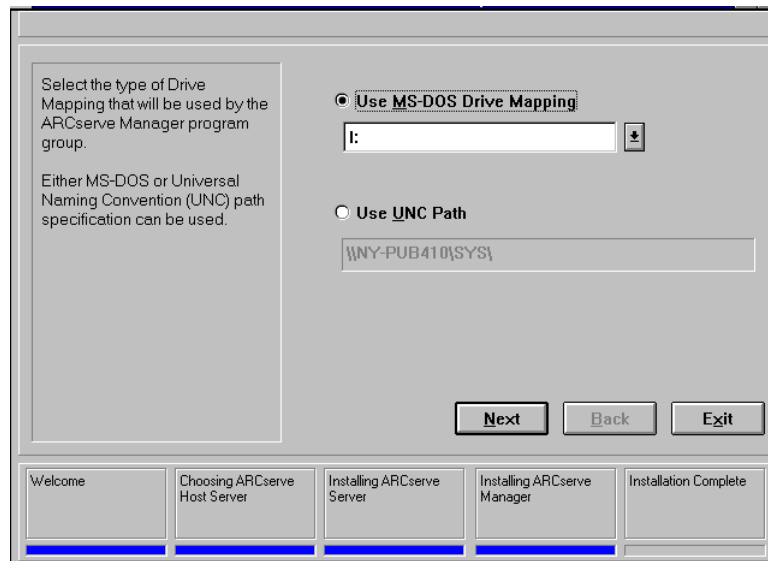 Select the type of Drive
Mapping that will be used by the
ARCserve Manager program
group.
Either MS-DOS or Universal
Naming Convention (UNC) path
specification can be used.
Use MS-DOS Drive Mapping
I:
Use UNC Path
\\NY-PUB410\SYS\
Next
Back
Exit
Welcome
Choosing ARCserve
Host Server
Installing ARCserve
Server
Installing ARCserve
Manager
Installation Complete